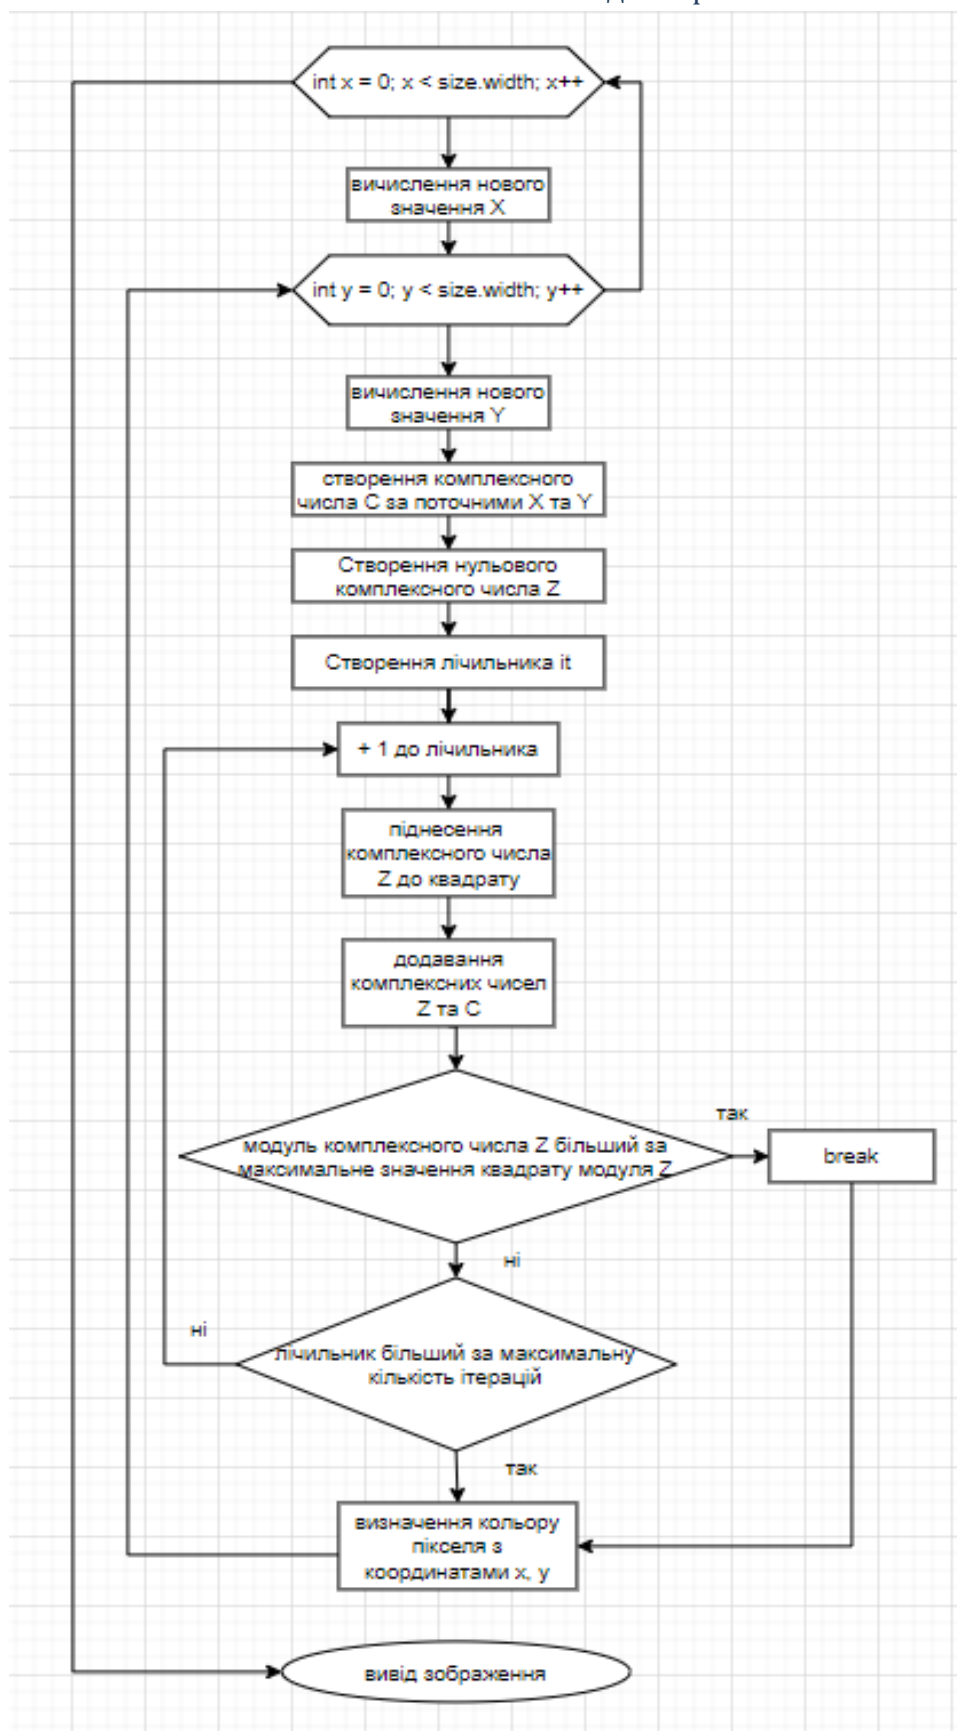 int x = 0; x < size.width; x++
вичислення нового
значення X
int y = 0; y < size.width; y++
вичислення нового
значення Y
створення комплексного
числа C за поточними X та Y
Створення нульового
комплексного числа Z
Створення лічильника it
+ 1 до лічильника
піднесення
комплексного числа
Z до квадрату
додавання
комплексних чисел
Z та C
так
модуль комплексного числа Z більший за
максимальне значення квадрату модуля Z
break
ні
ні
лічильник більший за максимальну
кількість ітерацій
так
визначення кольору
пікселя з
координатами x, y
вивід зображення